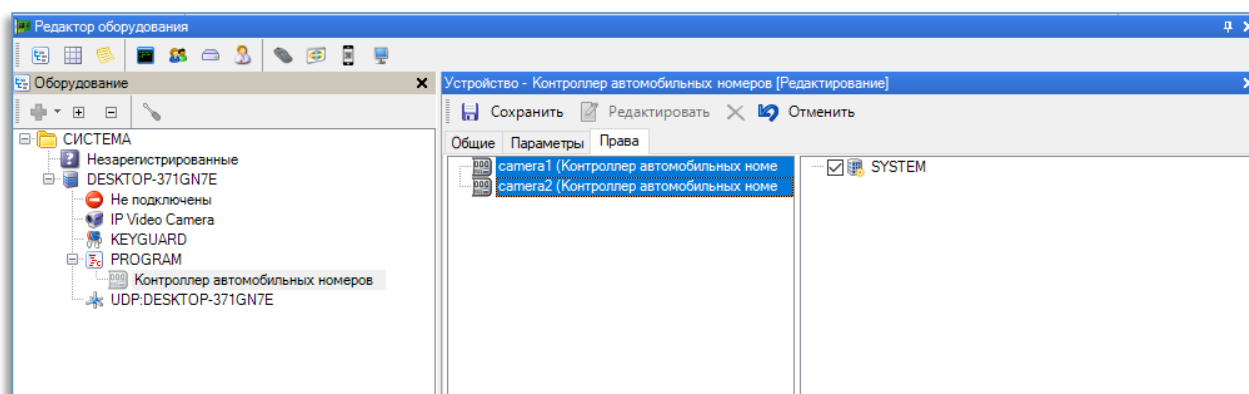 Редактор оборудования
Оборудование
СИСТЕМА
Незарегистрированные
DESKTOP-371GN7E
Не подключены
IP Video Camera
KEYGUARD
PROGRAM
Контроллер автомобильных номеров
UDP:DESKTOP-371GN7E
Устройство - Контроллер автомобильных номеров [Редактирование]
Сохранить Редактировать Отменить
Общие Параметры Права
camera1 (Контроллер автомобильных номе
camera2 (Контроллер автомобильных номе
SYSTEM